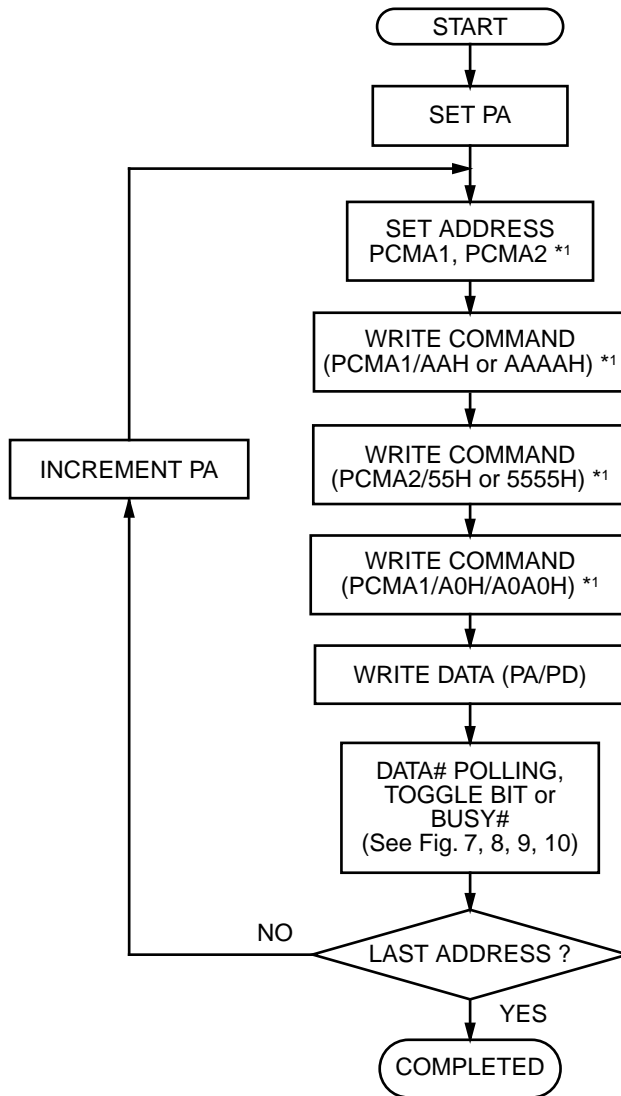 START
SET PA
SET ADDRESS
PCMA1, PCMA2 *1
WRITE COMMAND
(PCMA1/AAH or AAAAH) *1
WRITE COMMAND
(PCMA2/55H or 5555H) *1
INCREMENT PA
WRITE COMMAND
(PCMA1/A0H/A0A0H) *1
WRITE DATA (PA/PD)
DATA# POLLING,
TOGGLE BIT or
BUSY#
(See Fig. 7, 8, 9, 10)
NO
LAST ADDRESS ?
YES
COMPLETED